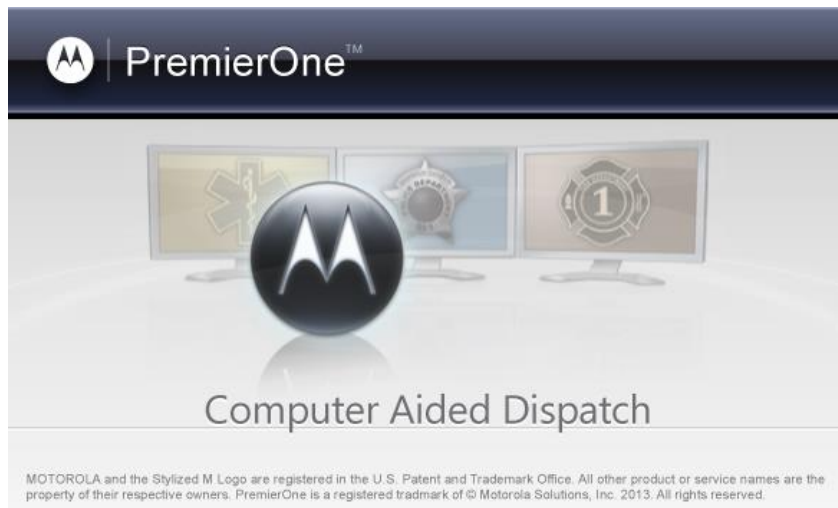 PremierOne™
POLICE DEPARTMENT
1
Computer Aided Dispatch
MOTOROLA and the Stylized M Logo are registered in the U.S. Patent and Trademark Office. All other product or service names are the
property of their respective owners. PremierOne is a registered tradmark of © Motorola Solutions, Inc. 2013. All rights reserved.